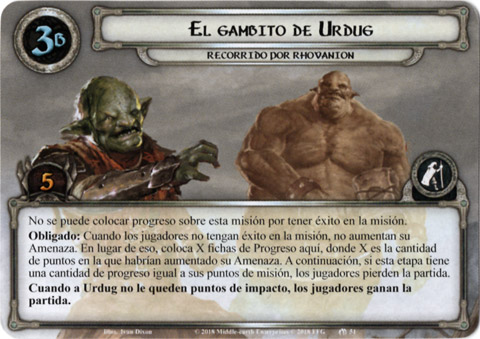 3B
El gambito de Urdug
Recorrido por Rhovanion
5
No se puede colocar progreso sobre esta misión por tener éxito en la misión.
Obligado: Cuando los jugadores no tengan éxito en la misión, no aumentan su
Amenaza. En lugar de eso, coloca X fichas de Progreso aquí, donde X es la cantidad
de puntos en la que habrían aumentado su Amenaza. A continuación, si esta etapa tiene
una cantidad de progreso igual a sus puntos de misión, los jugadores pierden la partida.
Cuando a Urdug no le queden puntos de impacto, los jugadores ganan la
partida.
Ilus. Ivan Dixon © 2018 Middle-earth Enterprises © 2018 FFG